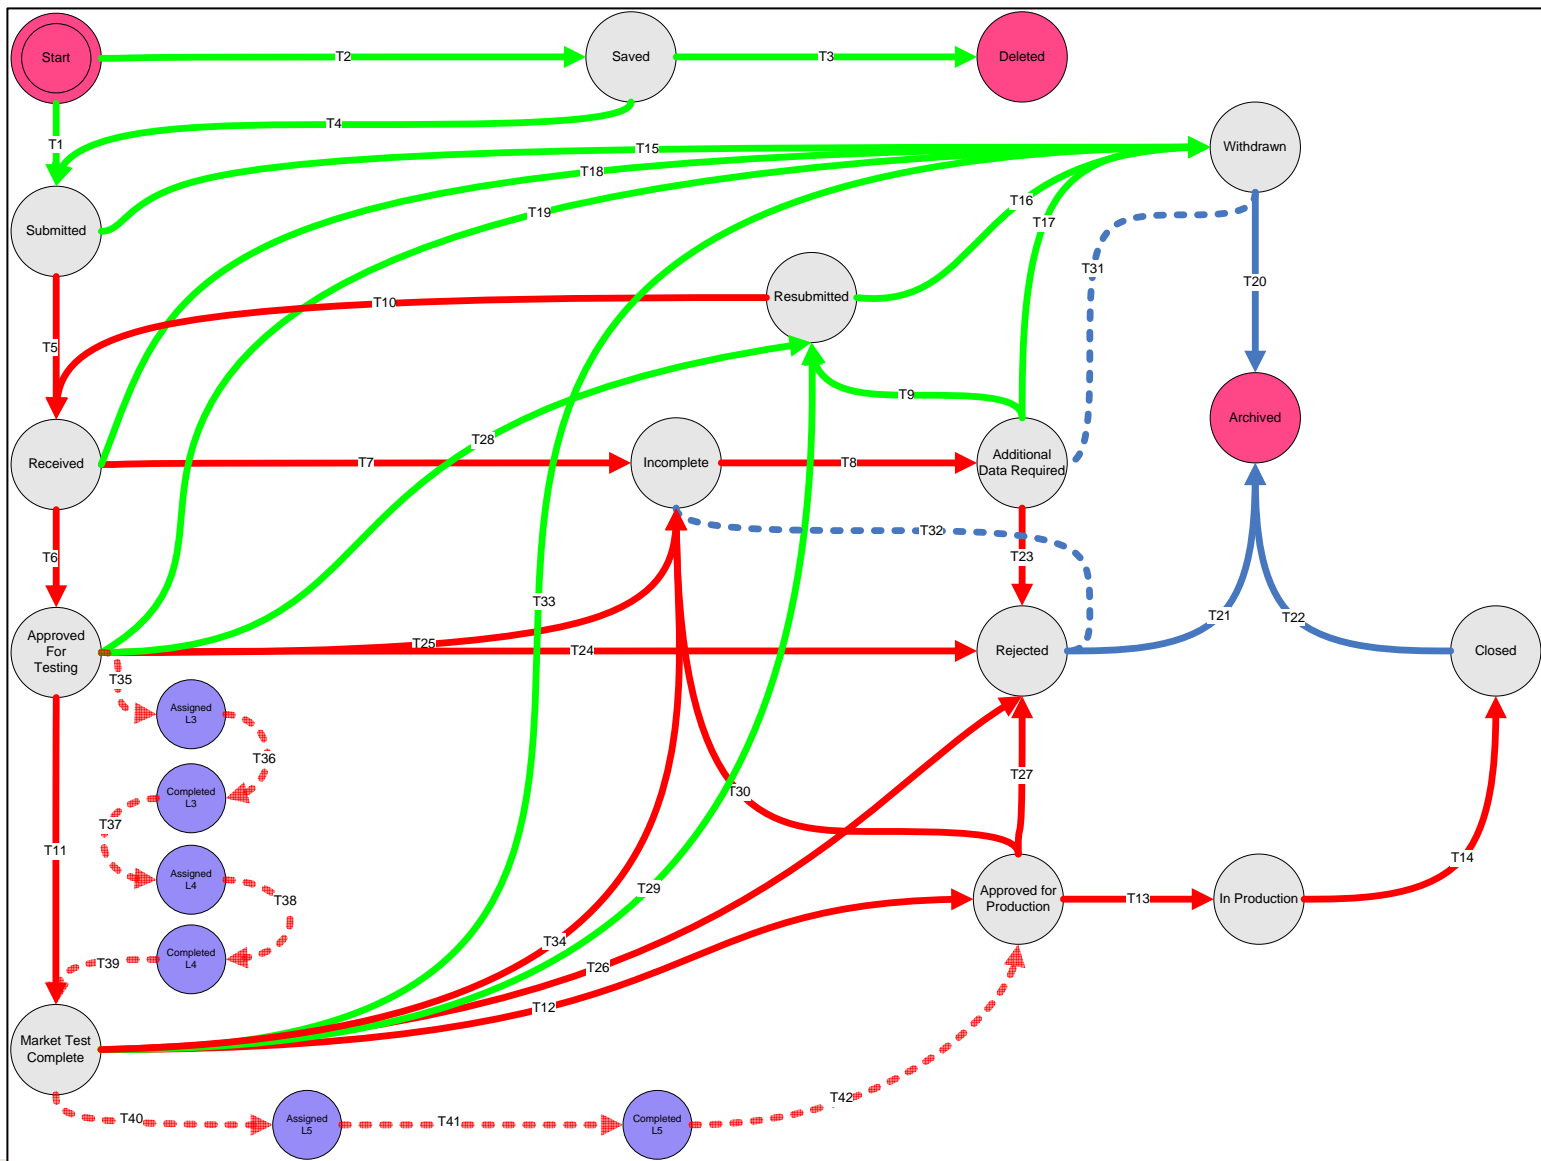 Start
T2
Saved
T3
Deleted
T1
T4
T15
Withdrawn
T18
T16
T19
T17
Submitted
T31
T20
Resubmitted
T10
T5
T9
Archived
T28
Received
T7
Incomplete
T8
Additional
Data Required
T32
T6
T23
T33
T21
T22
Approved
For
Testing
T25
T24
Rejected
Closed
T35
Assigned
L3
T36
T27
Completed
L3
T30
T37
T11
T14
Assigned
L4
T29
Approved for
Production
T13
In Production
T38
T34
Completed
L4
T39
T26
T12
Market Test
Complete
T42
T40
Assigned
L5
T41
Completed
L5